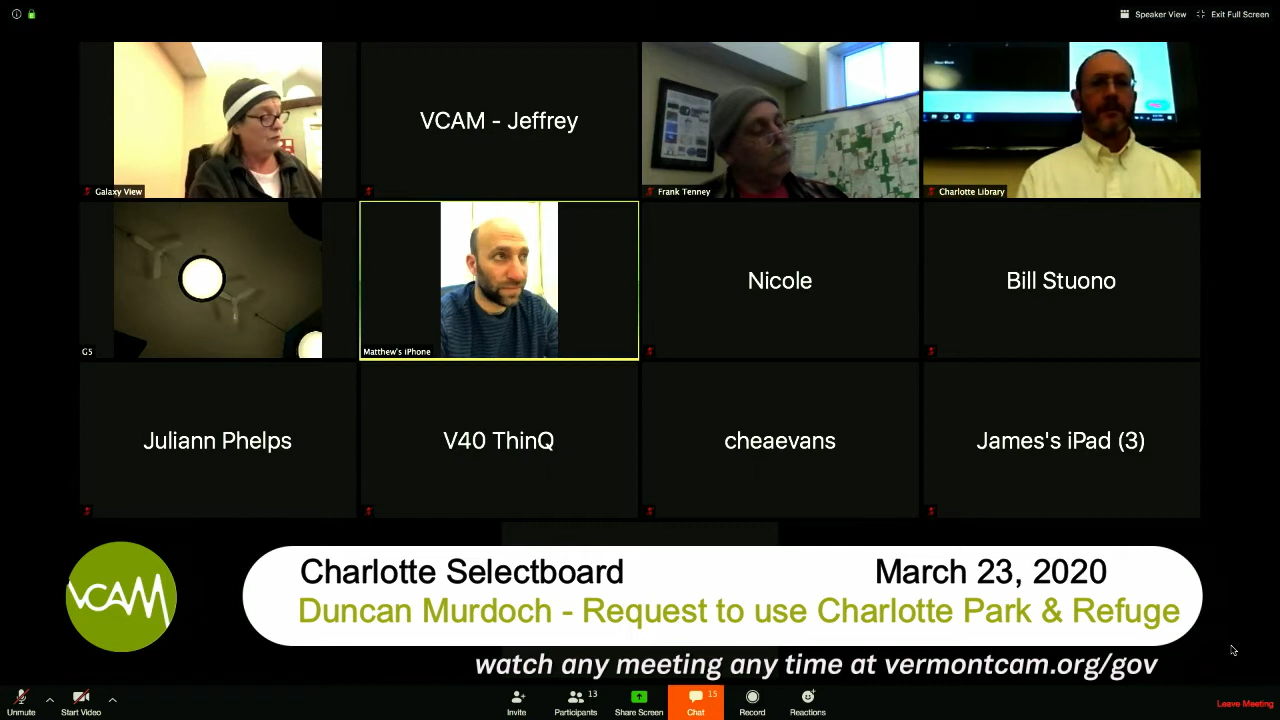 Speaker View
Exit Full Screen
VCAM - Jeffrey
Galaxy View
Frank Tenney
Charlotte Library
G5
Matthew's iPhone
Nicole
Bill Stuono
Juliann Phelps
V40 ThinQ
cheaevans
James's iPad (3)
VCAM
Charlotte Selectboard
March 23, 2020
Duncan Murdoch - Request to use Charlotte Park & Refuge
watch any meeting any time at vermontcam.org/gov
Unmute
Start Video
Invite
Participants 13
Share Screen
Chat 15
Record
Reactions
Leave Meeting